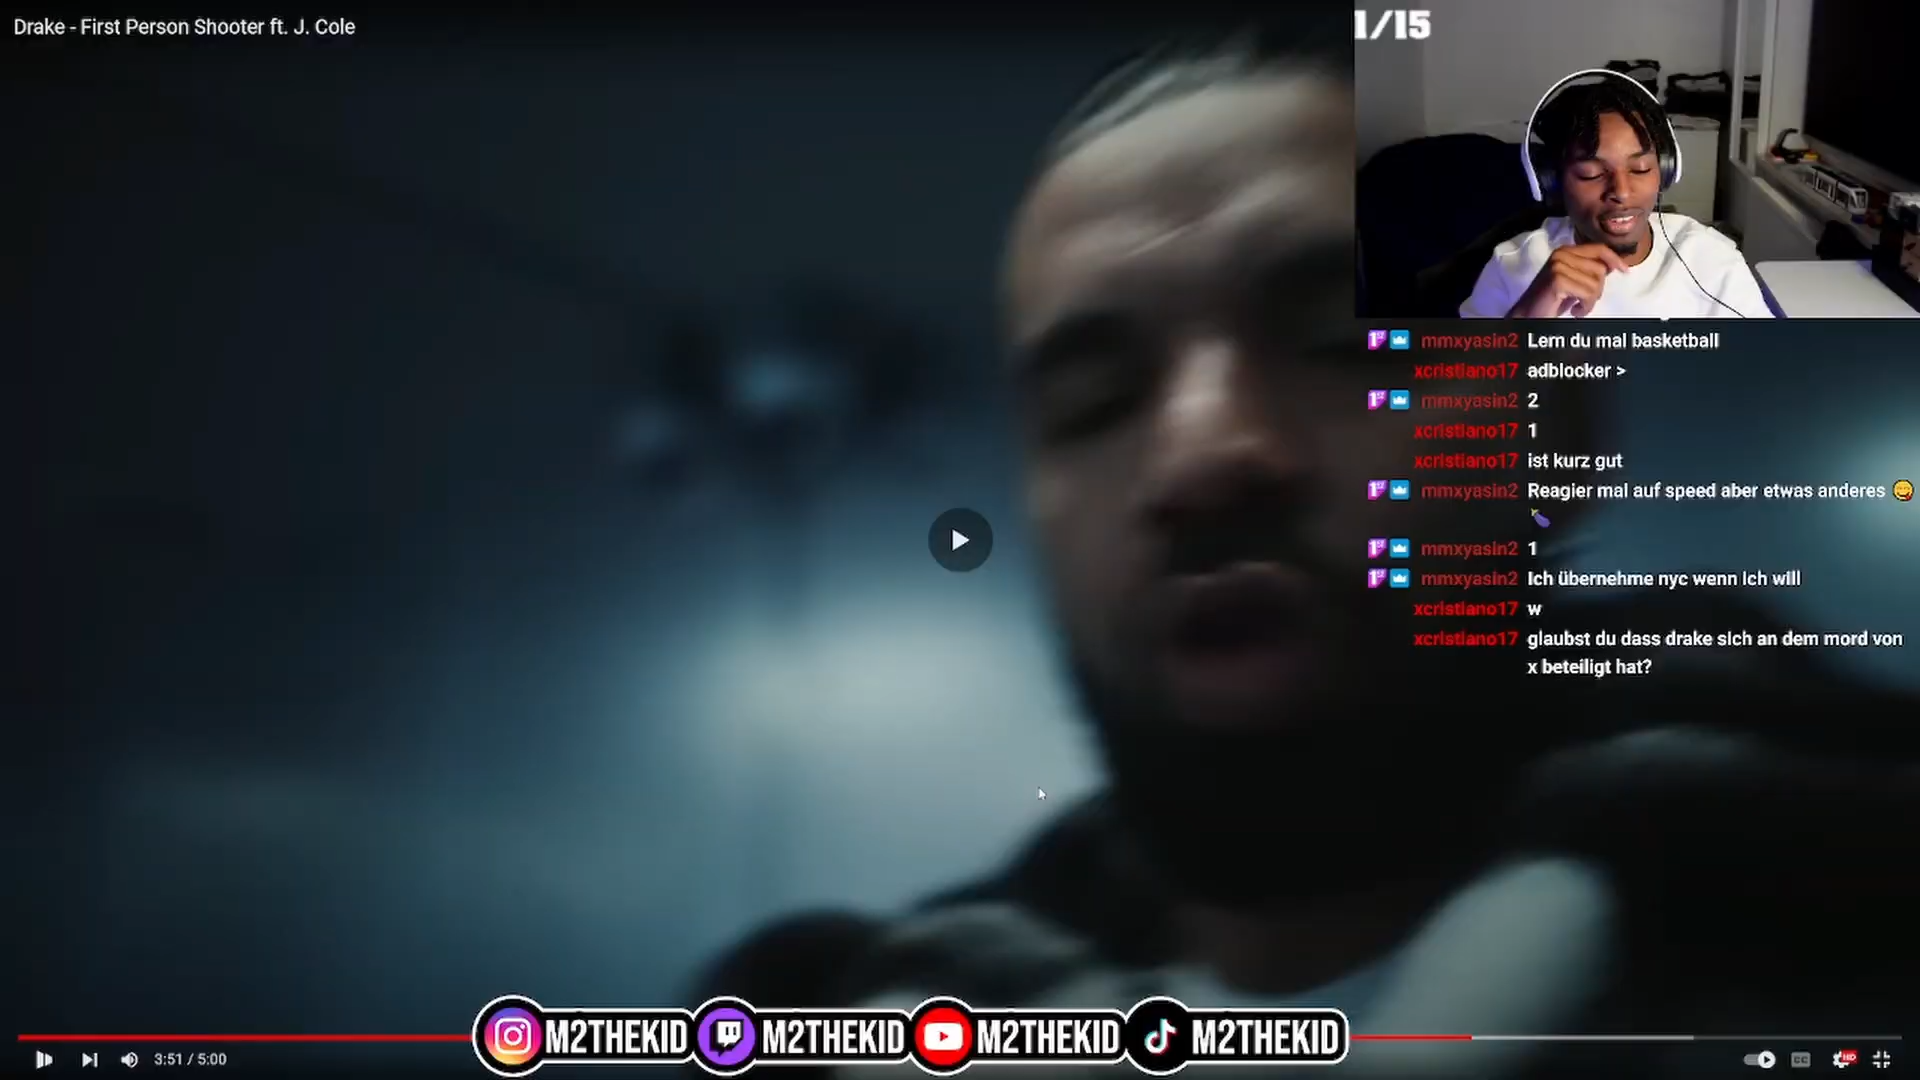 Drake - First Person Shooter ft. J. Cole
1/15
mmxyasin2 Lern du mal basketball
xcristiano17 adblocker >
mmxyasin2 2
xcristiano17 1
xcristiano17 ist kurz gut
mmxyasin2 Reagier mal auf speed aber etwas anderes 😋
🍆
mmxyasin2 1
mmxyasin2 Ich übernehme nyc wenn ich will
xcristiano17 w
xcristiano17 glaubst du dass drake sich an dem mord von
x beteiligt hat?
M2THEKID M2THEKID M2THEKID M2THEKID
3:51 / 5:00
CC HD